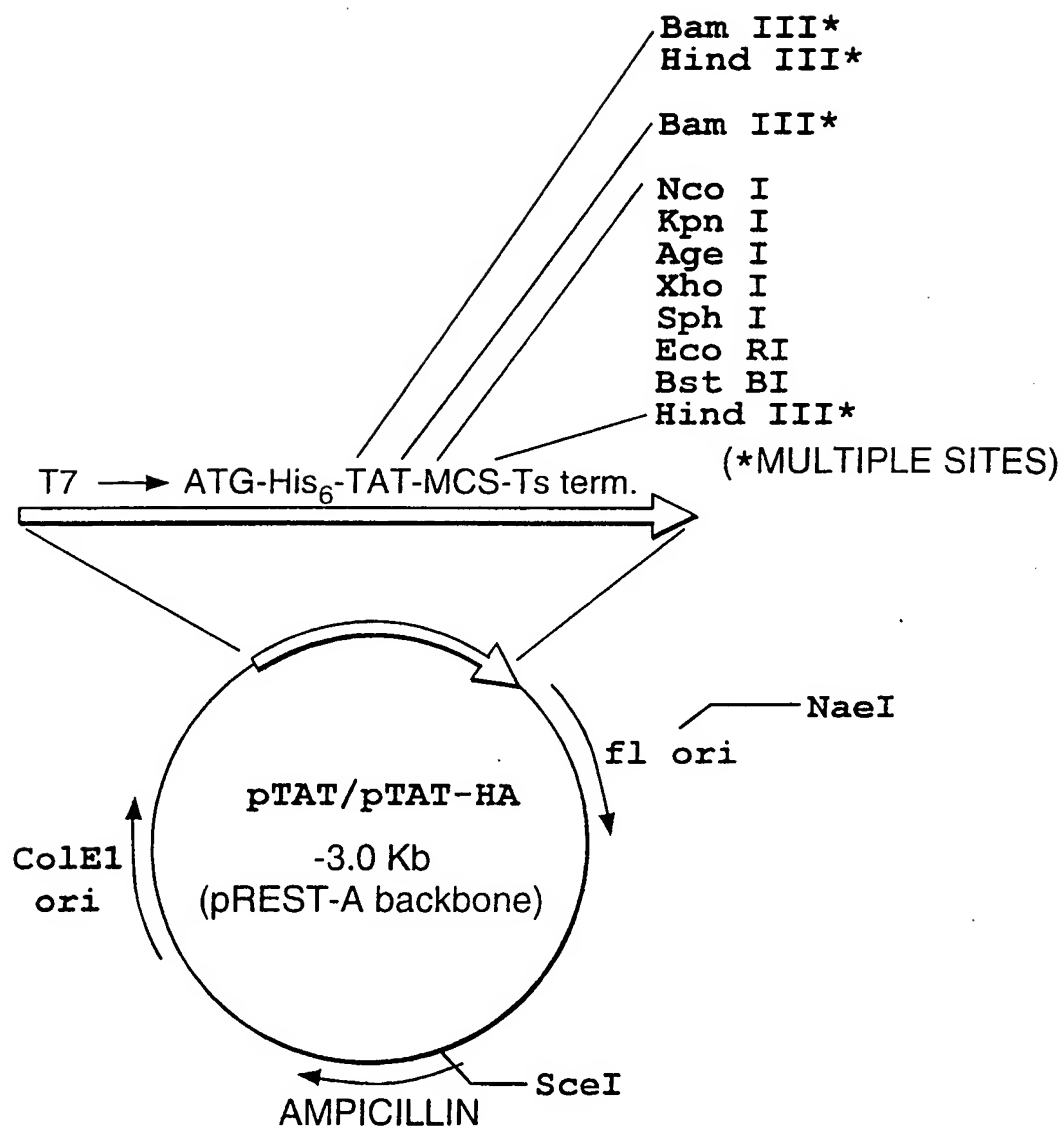 Bam III*
Hind III*
Bam III*
Nco I
Kpn I
Age I
Xho I
Sph I
Eco RI
Bst BI
Hind III*
(*MULTIPLE SITES)
T7 → ATG-His6-TAT-MCS-Ts term.
NaeI
fl ori
pTAT/pTAT-HA
-3.0 Kb
(pREST-A backbone)
ColE1
ori
SceI
AMPICILLIN